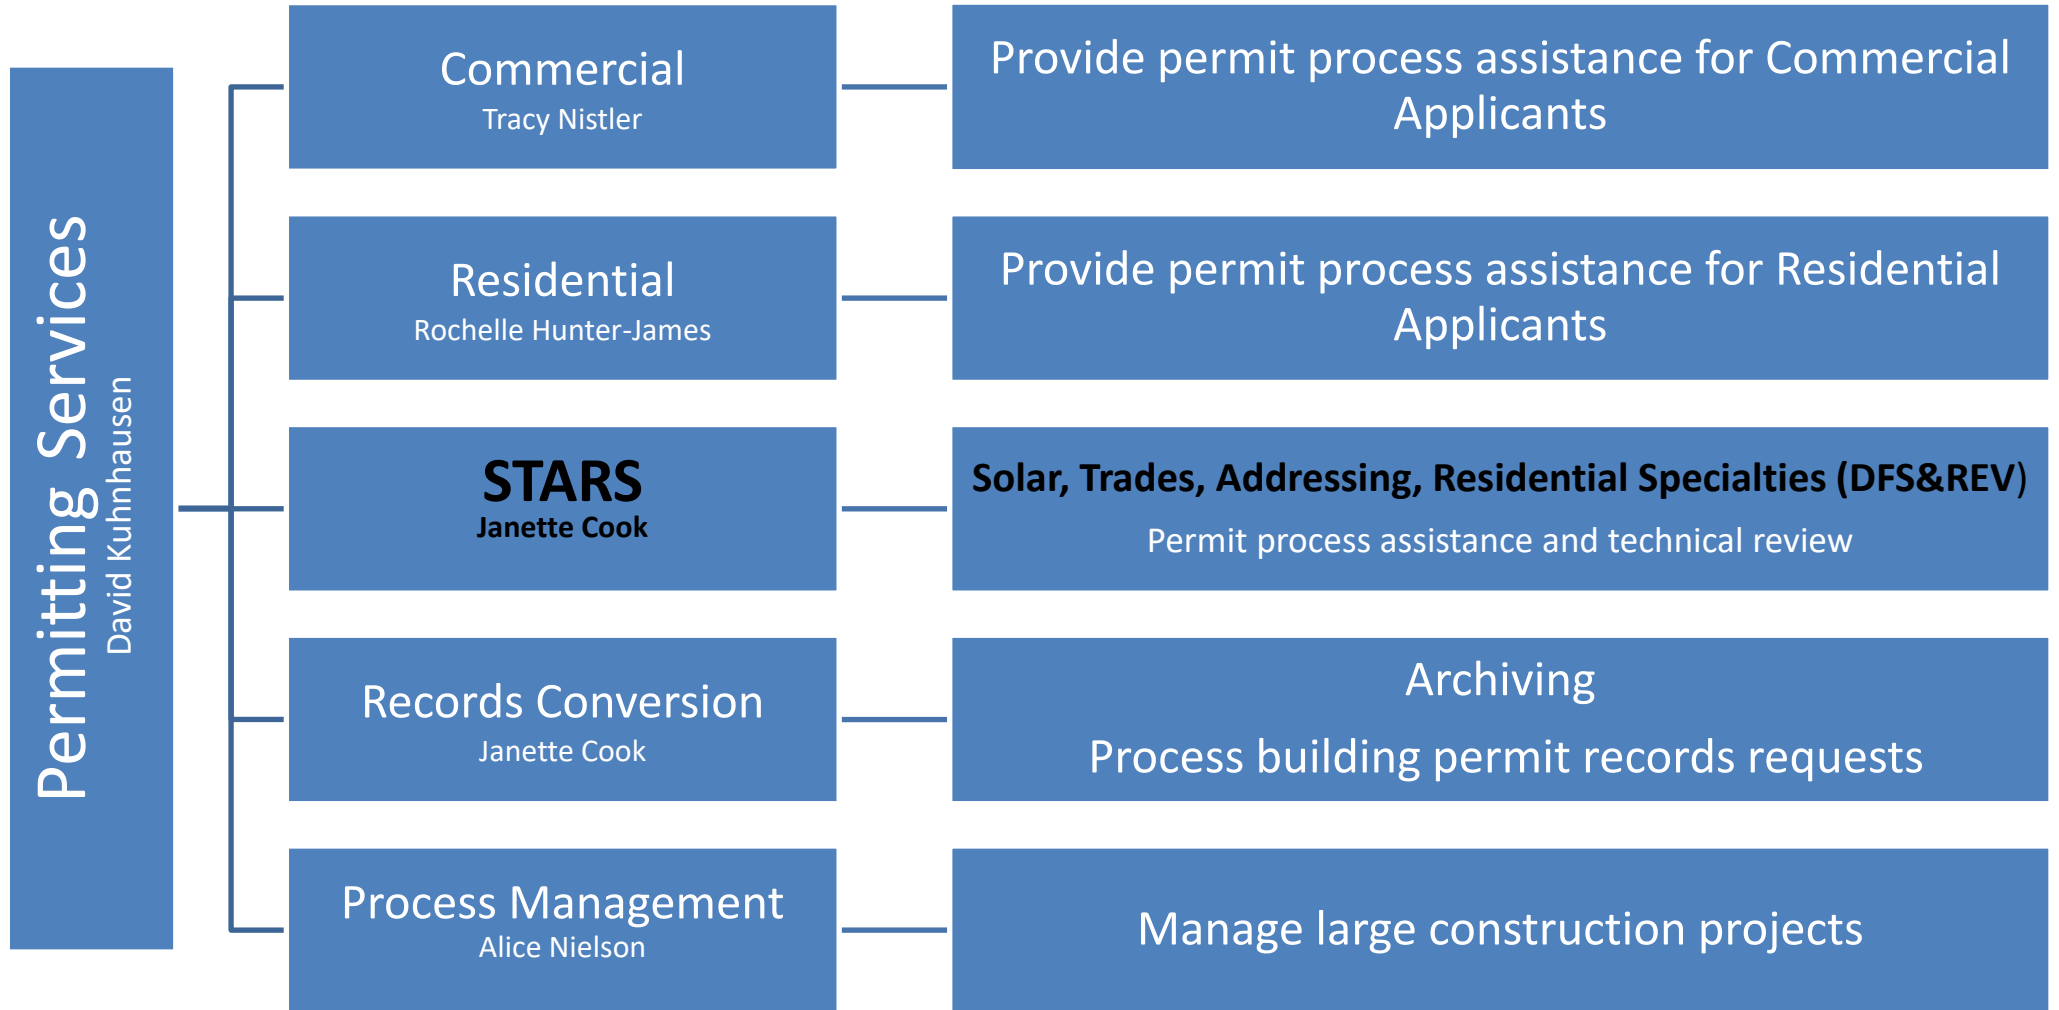 Permitting Services
David Kuhnhausen
Commercial
Tracy Nistler
Provide permit process assistance for Commercial
Applicants
Residential
Rochelle Hunter-James
Provide permit process assistance for Residential
Applicants
STARS
Janette Cook
Solar, Trades, Addressing, Residential Specialties (DFS&REV)
Permit process assistance and technical review
Records Conversion
Janette Cook
Archiving
Process building permit records requests
Process Management
Alice Nielson
Manage large construction projects